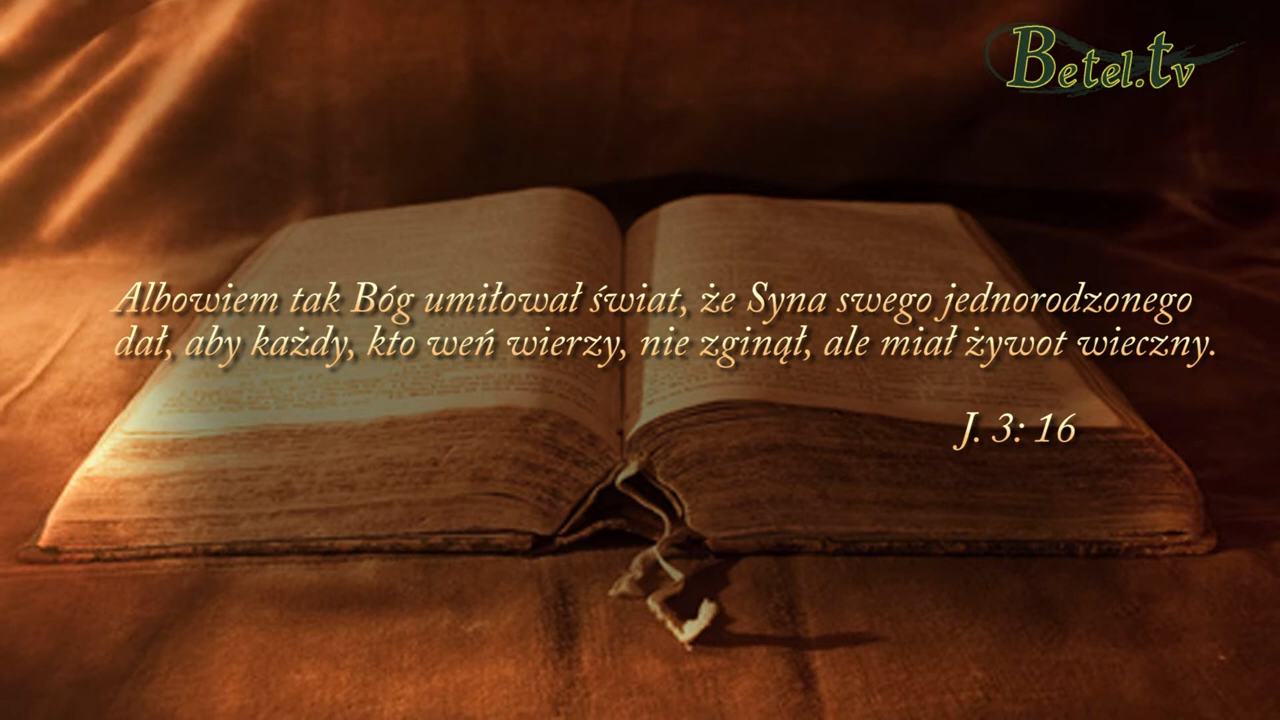 Betel.tv
Albowiem tak Bóg umiłował świat, że Syna swego jednorodzonego
dał, aby każdy, kto weń wierzy, nie zginął, ale miał żywot wieczny.
J. 3: 16